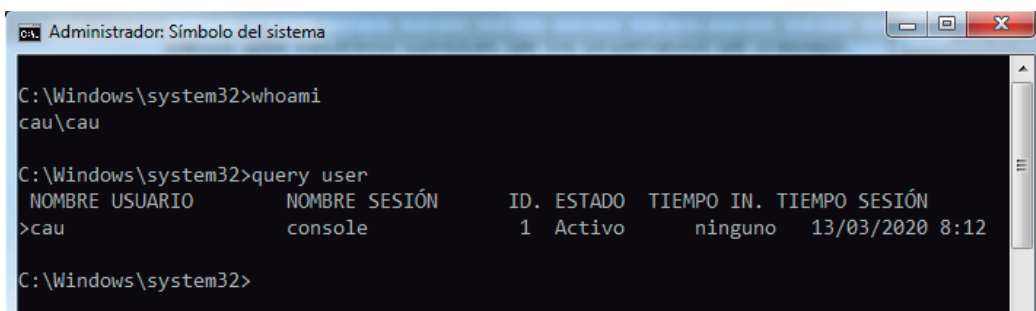 Administrador: Símbolo del sistema
C:\Windows\system32>whoami
cau\cau
C:\Windows\system32>query user
NOMBRE USUARIO NOMBRE SESIÓN ID. ESTADO TIEMPO IN. TIEMPO SESIÓN
>cau console 1 Activo ninguno 13/03/2020 8:12
C:\Windows\system32>